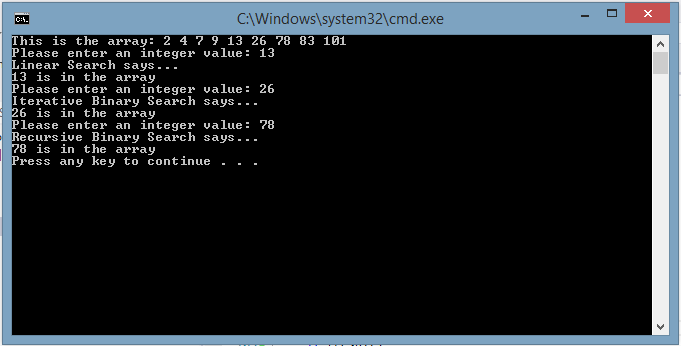 C:\Windows\system32\cmd.exe
This is the array: 2 4 7 9 13 26 78 83 101
Please enter an integer value: 13
Linear Search says...
13 is in the array
Please enter an integer value: 26
Iterative Binary Search says...
26 is in the array
Please enter an integer value: 78
Recursive Binary Search says...
78 is in the array
Press any key to continue . . .